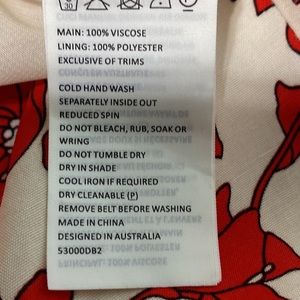 30
MAIN: 100% VISCOSE
LINING: 100% POLYESTER
EXCLUSIVE OF TRIMS
COLD HAND WASH
SEPARATELY INSIDE OUT
REDUCED SPIN
DO NOT BLEACH, RUB, SOAK OR
WRING
DO NOT TUMBLE DRY
DRY IN SHADE
COOL IRON IF REQUIRED
DRY CLEANABLE (P)
REMOVE BELT BEFORE WASHING
MADE IN CHINA
DESIGNED IN AUSTRALIA
53000DB2